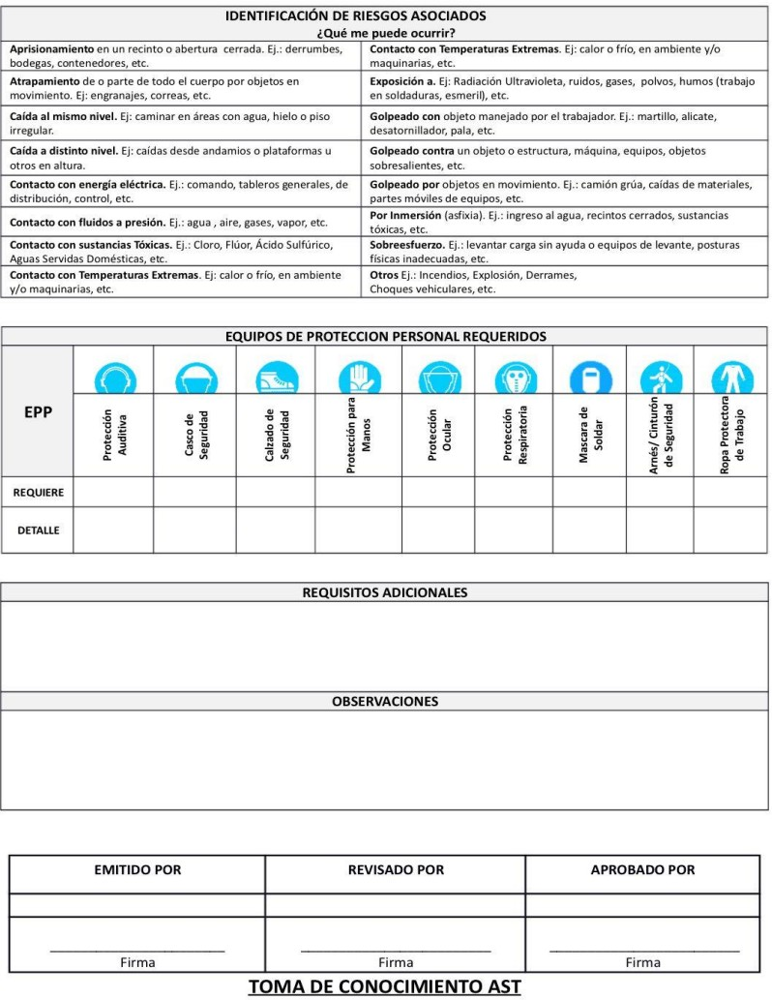 IDENTIFICACIÓN DE RIESGOS ASOCIADOS
¿Qué me puede ocurrir?
Aprisionamiento en un recinto o abertura cerrada. Ej.: derrumbes,
bodegas, contenedores, etc.
Contacto con Temperaturas Extremas. Ej: calor o frío, en ambiente y/o
maquinarias, etc.
Atrapamiento de o parte de todo el cuerpo por objetos en
movimiento. Ej: engranajes, correas, etc.
Exposición a. Ej: Radiación Ultravioleta, ruidos, gases, polvos, humos (trabajo
en soldaduras, esmeril), etc.
Caída al mismo nivel. Ej: caminar en áreas con agua, hielo o piso
irregular.
Golpeado con objeto manejado por el trabajador. Ej.: martillo, alicate,
desatornillador, pala, etc.
Caída a distinto nivel. Ej: caídas desde andamios o plataformas u
otros en altura.
Golpeado contra un objeto o estructura, máquina, equipos, objetos
sobresalientes, etc.
Contacto con energía eléctrica. Ej.: comando, tableros generales, de
distribución, control, etc.
Golpeado por objetos en movimiento. Ej.: camión grúa, caídas de materiales,
partes móviles de equipos, etc.
Contacto con fluidos a presión. Ej.: agua , aire, gases, vapor, etc.
Por Inmersión (asfixia). Ej.: ingreso al agua, recintos cerrados, sustancias
tóxicas, etc.
Contacto con sustancias Tóxicas. Ej.: Cloro, Flúor, Ácido Sulfúrico,
Aguas Servidas Domésticas, etc.
Sobreesfuerzo. Ej.: levantar carga sin ayuda o equipos de levante, posturas
físicas inadecuadas, etc.
Contacto con Temperaturas Extremas. Ej: calor o frío, en ambiente
y/o maquinarias, etc.
Otros Ej.: Incendios, Explosión, Derrames,
Choques vehiculares, etc.
EQUIPOS DE PROTECCION PERSONAL REQUERIDOS
EPP
Protección
Auditiva
Casco de
Seguridad
Calzado de
Seguridad
Protección para
Manos
Protección
Ocular
Protección
Respiratoria
Mascara de
Soldar
Arnés/ Cinturón
de Seguridad
Ropa Protectora
de Trabajo
REQUIERE
DETALLE
REQUISITOS ADICIONALES
OBSERVACIONES
EMITIDO POR
REVISADO POR
APROBADO POR
Firma
Firma
Firma
TOMA DE CONOCIMIENTO AST